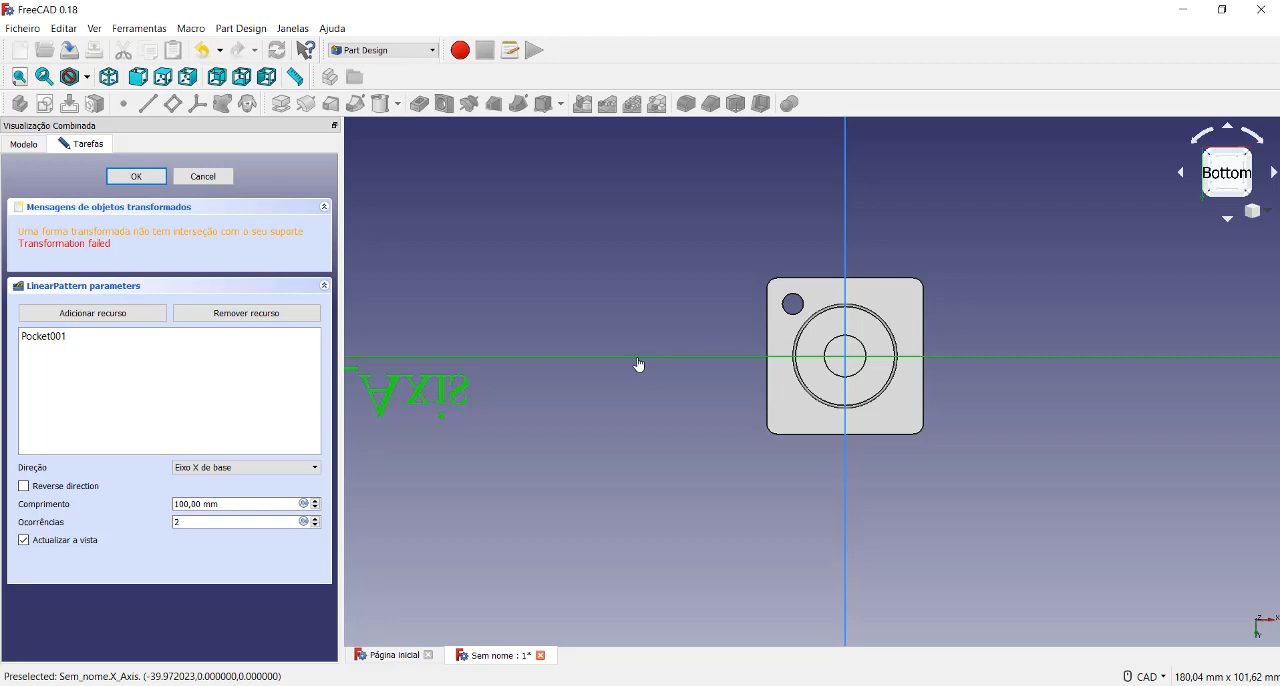 FreeCAD 0.18
Ficheiro Editar Ver Ferramentas Macro Part Design Janelas Ajuda
Part Design
Visualização Combinada
Modelo Tarefas
OK Cancel
Mensagens de objetos transformados
Uma forma transformada não tem interseção com o seu suporte
Transformation failed
LinearPattern parameters
Adicionar recurso Remover recurso
Pocket001
Direção Eixo X de base
Reverse direction
Comprimento 100,00 mm
Ocorrências 2
Actualizar a vista
Bottom
Axis
Z X
Y
Página inicial Sem nome : 1*
Preselected: Sem_nome.X_Axis. (-39.972023,0.000000,0.000000) CAD 180,04 mm x 101,62 mm